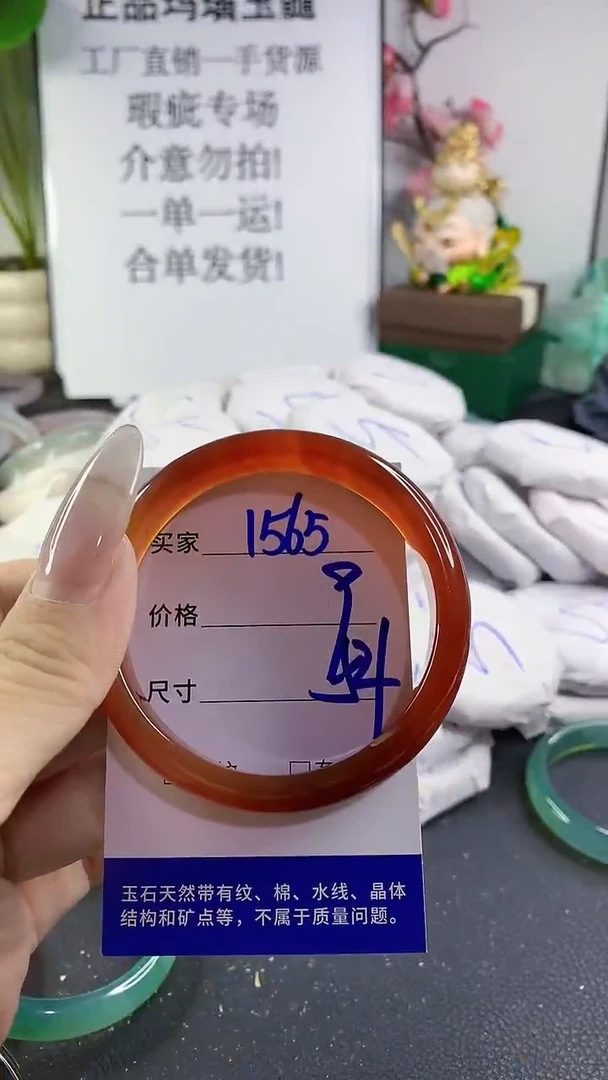 正品玛瑙玉髓
工厂直销一手货源
瑕疵专场
介意勿拍!
一单一运!
合单发货!
买家 1565
价格
尺寸
玉石天然带有纹、棉、水线、晶体
结构和矿点等，不属于质量问题。